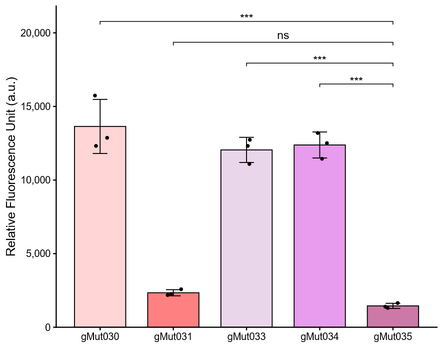 ***
ns
***
***
20,000
15,000
10,000
5,000
0
Relative Fluorescence Unit (a.u.)
gMut030 gMut031 gMut033 gMut034 gMut035